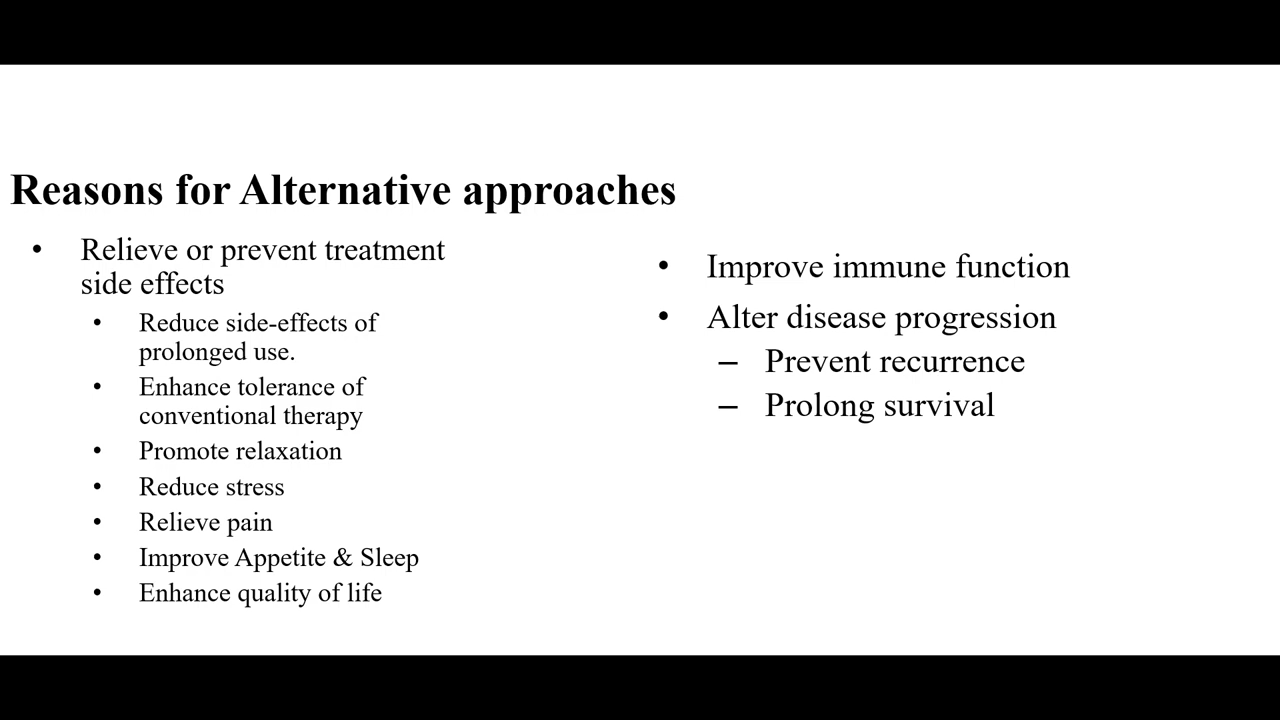 Reasons for Alternative approaches
• Relieve or prevent treatment
side effects
• Reduce side-effects of
prolonged use.
• Enhance tolerance of
conventional therapy
• Promote relaxation
• Reduce stress
• Relieve pain
• Improve Appetite & Sleep
• Enhance quality of life
• Improve immune function
• Alter disease progression
– Prevent recurrence
– Prolong survival